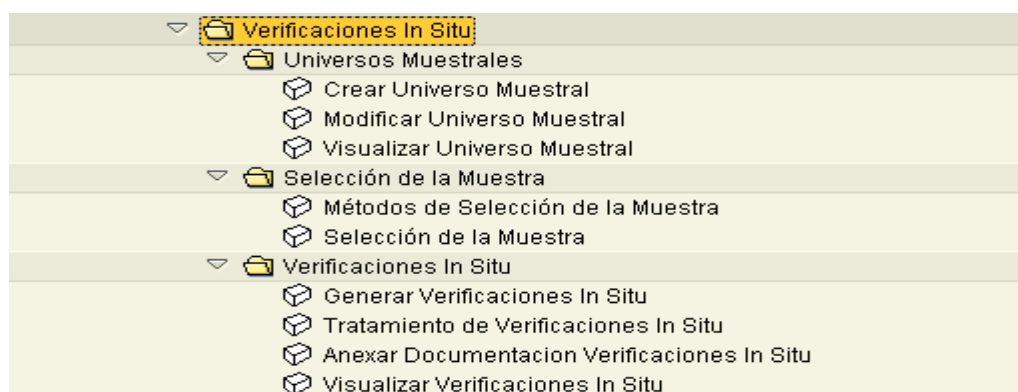 Verificaciones In Situ
Universos Muestrales
Crear Universo Muestral
Modificar Universo Muestral
Visualizar Universo Muestral
Selección de la Muestra
Métodos de Selección de la Muestra
Selección de la Muestra
Verificaciones In Situ
Generar Verificaciones In Situ
Tratamiento de Verificaciones In Situ
Anexar Documentacion Verificaciones In Situ
Visualizar Verificaciones In Situ